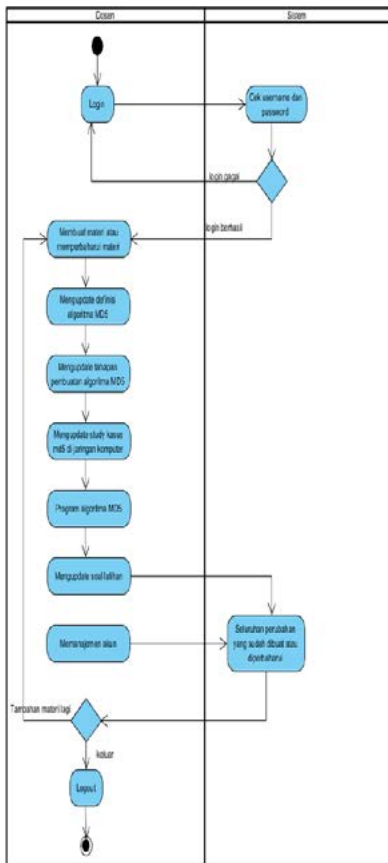 Dosen
Sistem
Login
Cek username dan
password
login gagal
login berhasil
Membuat materi atau
memperbaharui materi
Mengupdate definisi
algoritma MD5
Mengupdate tahapan
pembuatan algoritma MD5
Mengupdate study kasus
md5 di jaringan komputer
Program algoritma MD5
Mengupdate soal latihan
Memanajemen akun
Seluruhan perubahan
yang sudah dibuat atau
diperbaharui
Tambahan materi lagi
keluar
Logout